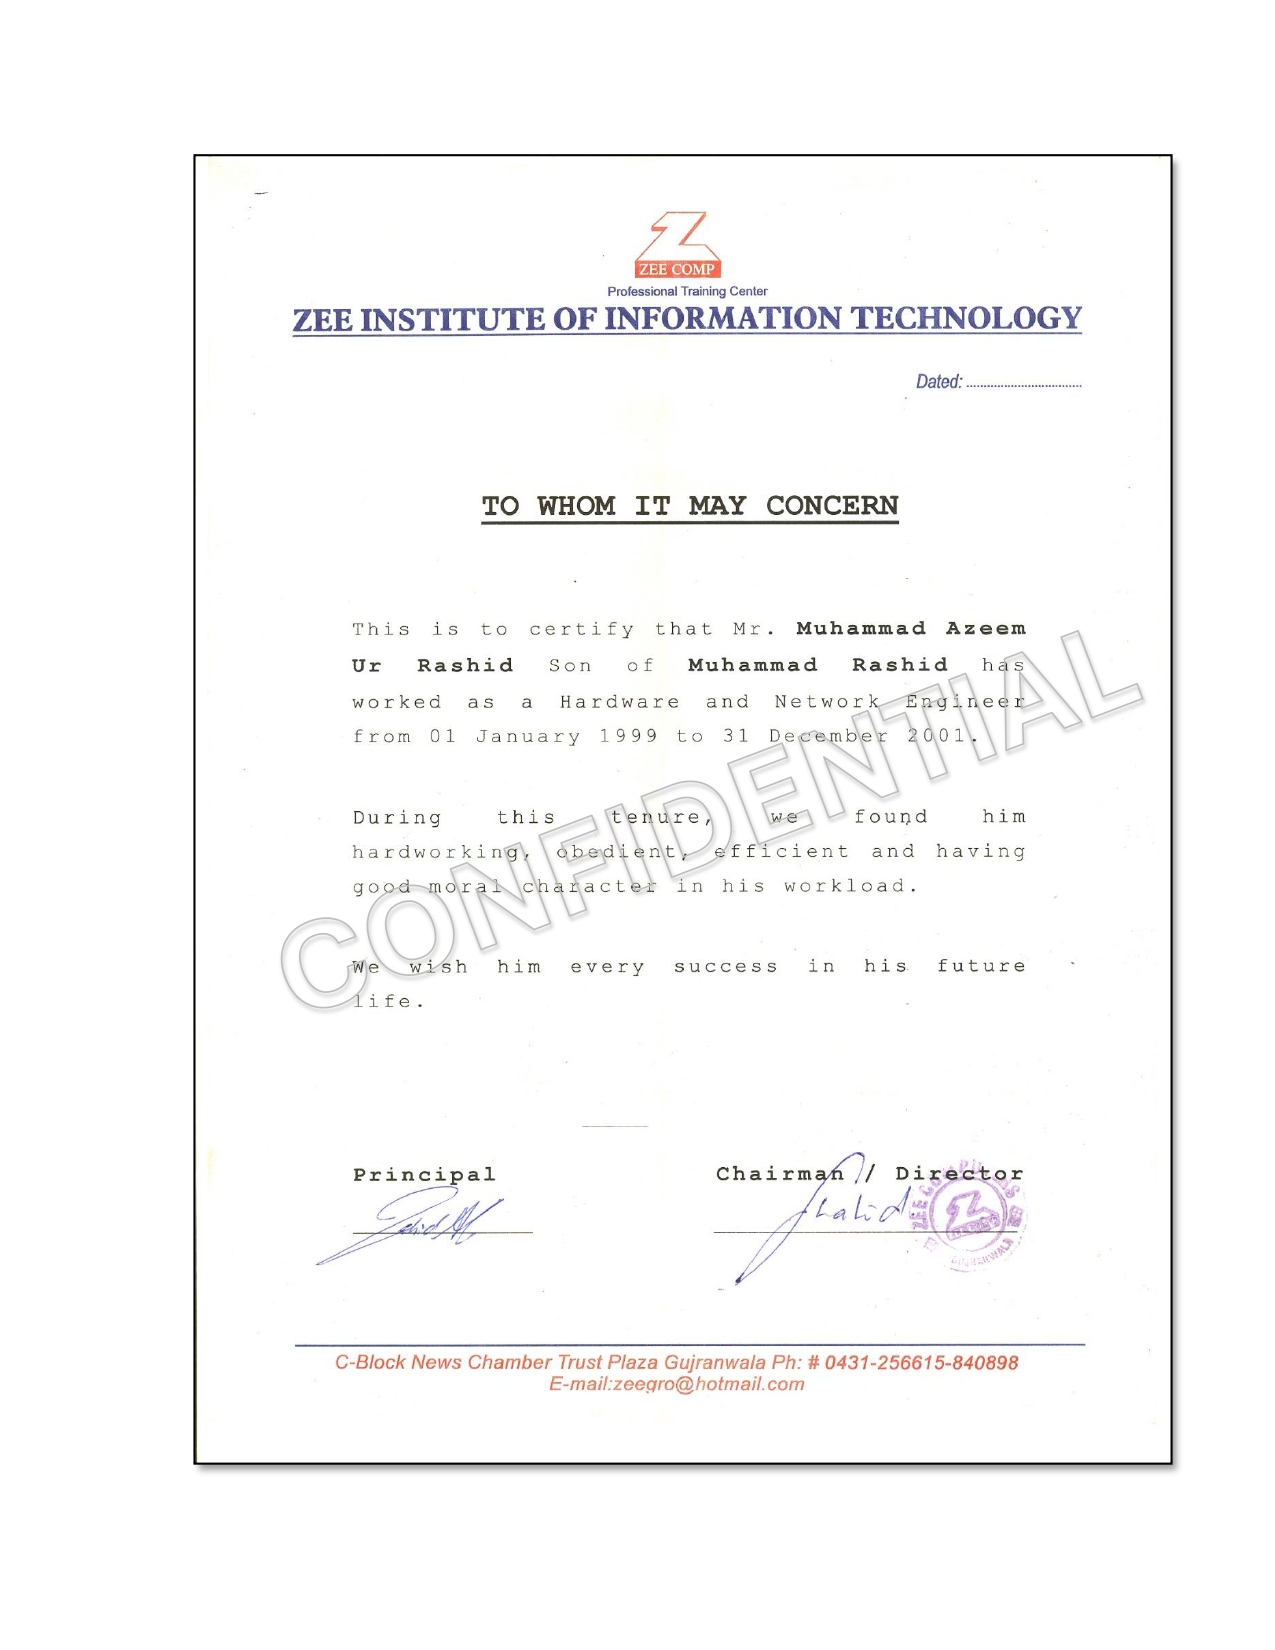 ZEE COMP
Professional Training Center
ZEE INSTITUTE OF INFORMATION TECHNOLOGY
Dated: ..................................
TO WHOM IT MAY CONCERN
This is to certify that Mr. Muhammad Azeem
Ur Rashid Son of Muhammad Rashid has
worked as a Hardware and Network Engineer
from 01 January 1999 to 31 December 2001.
During this tenure, we found him
hardworking, obedient, efficient and having
good moral character in his workload.
We wish him every success in his future
life.
CONFIDENTIAL
Principal Chairman / Director
Shahid
ZEE COMP
GUJRANWALA
C-Block News Chamber Trust Plaza Gujranwala Ph: # 0431-256615-840898
E-mail:zeegro@hotmail.com